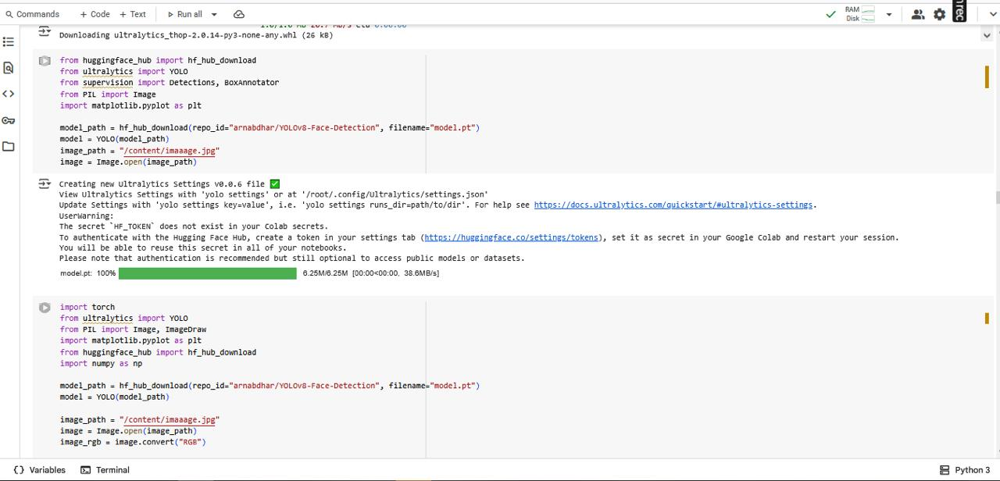 Commands + Code + Text Run all
RAM
Disk
1.0/1.0 MB 20.7 MB/s eta 0:00:00
Downloading ultralytics_thop-2.0.14-py3-none-any.whl (26 kB)
from huggingface_hub import hf_hub_download
from ultralytics import YOLO
from supervision import Detections, BoxAnnotator
from PIL import Image
import matplotlib.pyplot as plt
model_path = hf_hub_download(repo_id="arnabdhar/YOLOv8-Face-Detection", filename="model.pt")
model = YOLO(model_path)
image_path = "/content/imaaage.jpg"
image = Image.open(image_path)
Creating new Ultralytics Settings v0.0.6 file ✅
View Ultralytics Settings with 'yolo settings' or at '/root/.config/Ultralytics/settings.json'
Update Settings with 'yolo settings key=value', i.e. 'yolo settings runs_dir=path/to/dir'. For help see https://docs.ultralytics.com/quickstart/#ultralytics-settings.
UserWarning:
The secret `HF_TOKEN` does not exist in your Colab secrets.
To authenticate with the Hugging Face Hub, create a token in your settings tab (https://huggingface.co/settings/tokens), set it as secret in your Google Colab and restart your session.
You will be able to reuse this secret in all of your notebooks.
Please note that authentication is recommended but still optional to access public models or datasets.
model.pt: 100% 6.25M/6.25M [00:00<00:00, 38.6MB/s]
import torch
from ultralytics import YOLO
from PIL import Image, ImageDraw
import matplotlib.pyplot as plt
from huggingface_hub import hf_hub_download
import numpy as np
model_path = hf_hub_download(repo_id="arnabdhar/YOLOv8-Face-Detection", filename="model.pt")
model = YOLO(model_path)
image_path = "/content/imaaage.jpg"
image = Image.open(image_path)
image_rgb = image.convert("RGB")
Variables Terminal Python 3